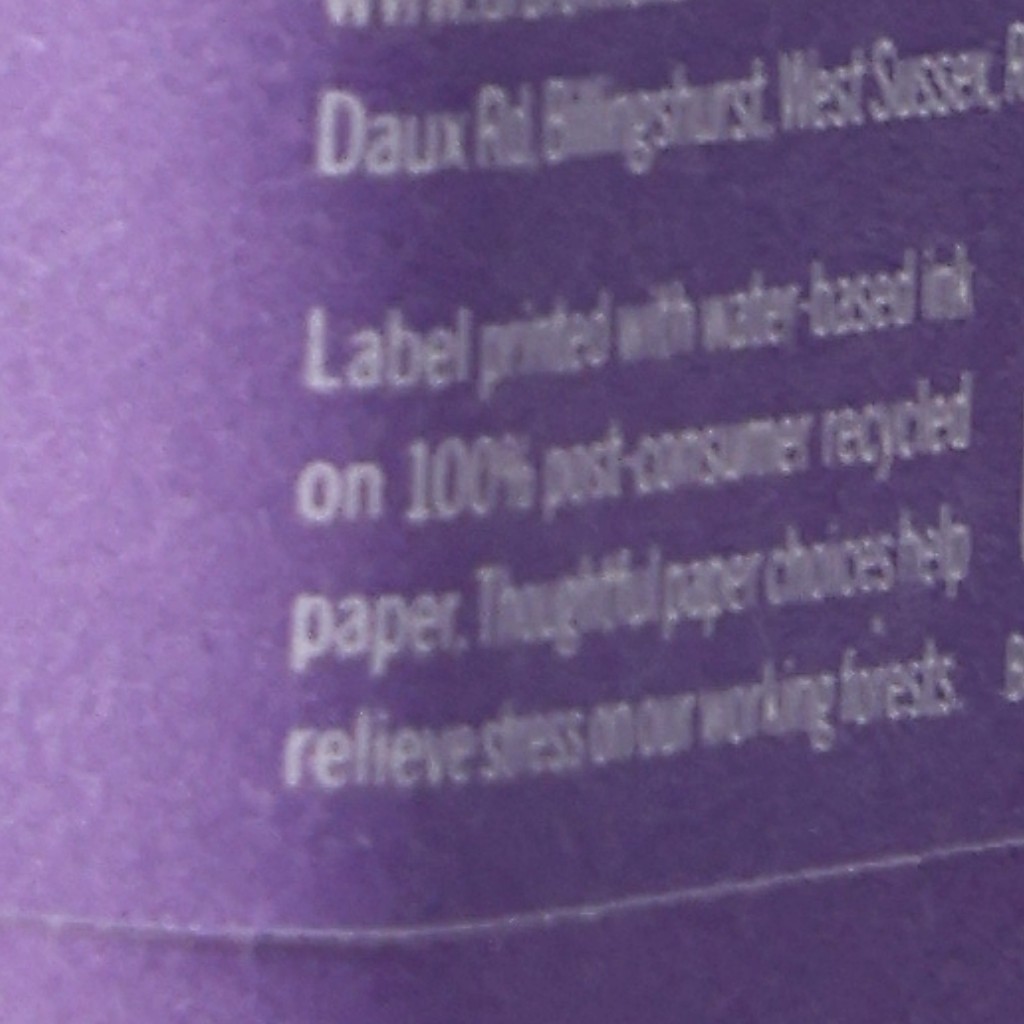 Daux Rd, Billingshurst, West Sussex,
Label printed with water-based ink
on 100% post-consumer recycled
paper. Thoughtful paper choices help
relieve stress on our working forests.